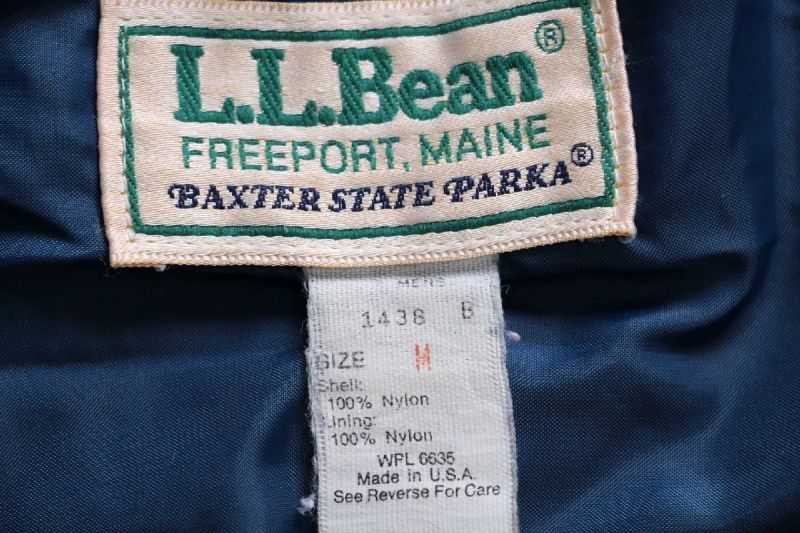 L.L.Bean®
FREEPORT, MAINE
BAXTER STATE PARKA®
MENS
1438 B
SIZE M
Shell:
100% Nylon
Lining:
100% Nylon
WPL 6635
Made in U.S.A.
See Reverse For Care